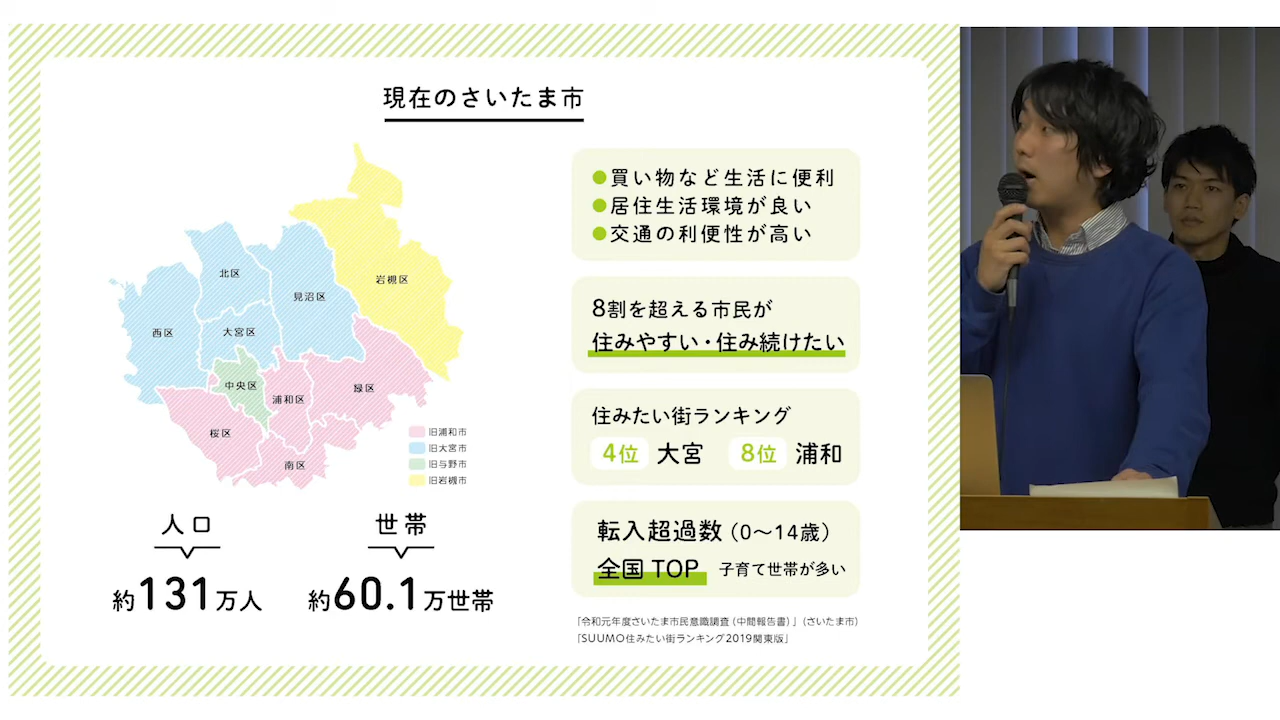 現在のさいたま市
北区
見沼区
岩槻区
西区
大宮区
中央区
浦和区
緑区
桜区
南区
旧浦和市
旧大宮市
旧与野市
旧岩槻市
人口
約131万人
世帯
約60.1万世帯
●買い物など生活に便利
●居住生活環境が良い
●交通の利便性が高い
8割を超える市民が
住みやすい・住み続けたい
住みたい街ランキング
4位 大宮 8位 浦和
転入超過数(0〜14歳)
全国 TOP 子育て世帯が多い
「令和元年度さいたま市民意識調査(中間報告書)」(さいたま市)
「SUUMO住みたい街ランキング2019関東版」